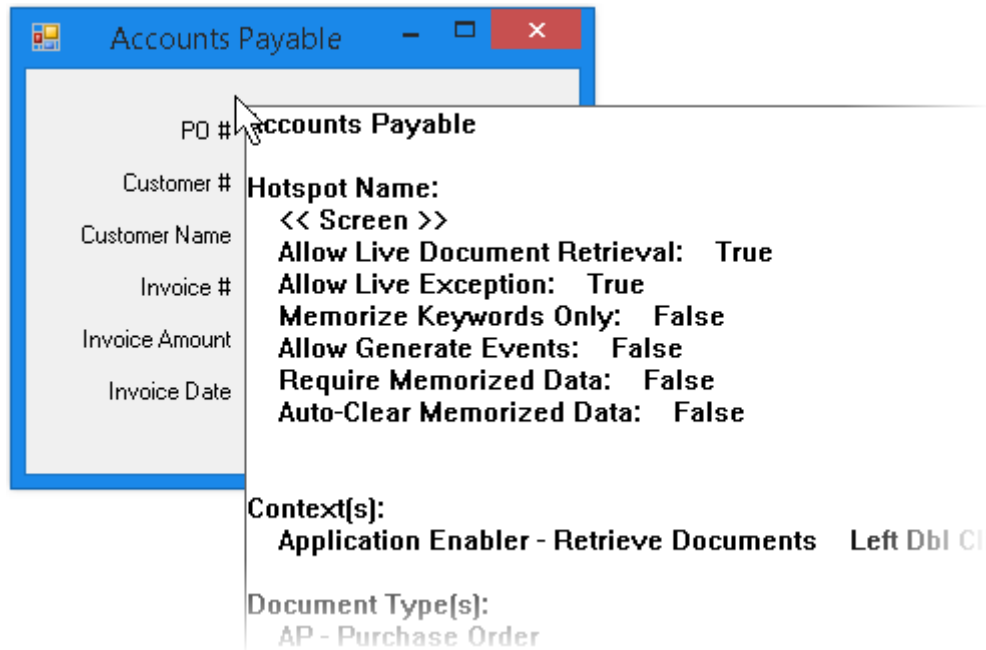 Accounts Payable
PO #
Customer #
Customer Name
Invoice #
Invoice Amount
Invoice Date
Accounts Payable
Hotspot Name:
<< Screen >>
Allow Live Document Retrieval: True
Allow Live Exception: True
Memorize Keywords Only: False
Allow Generate Events: False
Require Memorized Data: False
Auto-Clear Memorized Data: False
Context(s):
Application Enabler - Retrieve Documents Left Dbl
Document Type(s):
AP - Purchase Order